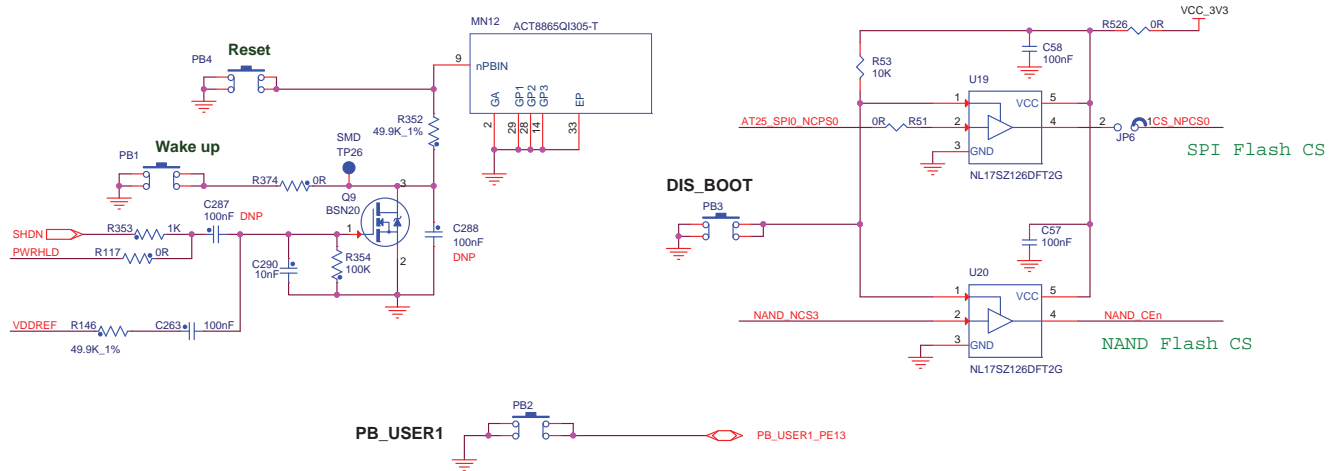 MN12
ACT8865QI305-T
Reset
PB4
9
nPBIN
GA
GP1
GP2
GP3
EP
2
29
28
14
33
R352
49.9K_1%
Wake up
PB1
SMD
TP26
R374
0R
Q9
BSN20
3
1
2
C287
100nF
DNP
SHDN
R353
1K
PWRHLD
R117
0R
C290
10nF
R354
100K
C288
100nF
DNP
VDDREF
R146
49.9K_1%
C263
100nF
VCC_3V3
R526
0R
C58
100nF
R53
10K
U19
1
VCC
5
AT25_SPI0_NCPS0
0R
R51
2
4
2
1
CS_NPCS0
JP6
3
GND
SPI Flash CS
NL17SZ126DFT2G
DIS_BOOT
PB3
C57
100nF
U20
1
VCC
5
NAND_NCS3
2
4
NAND_CEn
3
GND
NAND Flash CS
NL17SZ126DFT2G
PB2
PB_USER1
PB_USER1_PE13